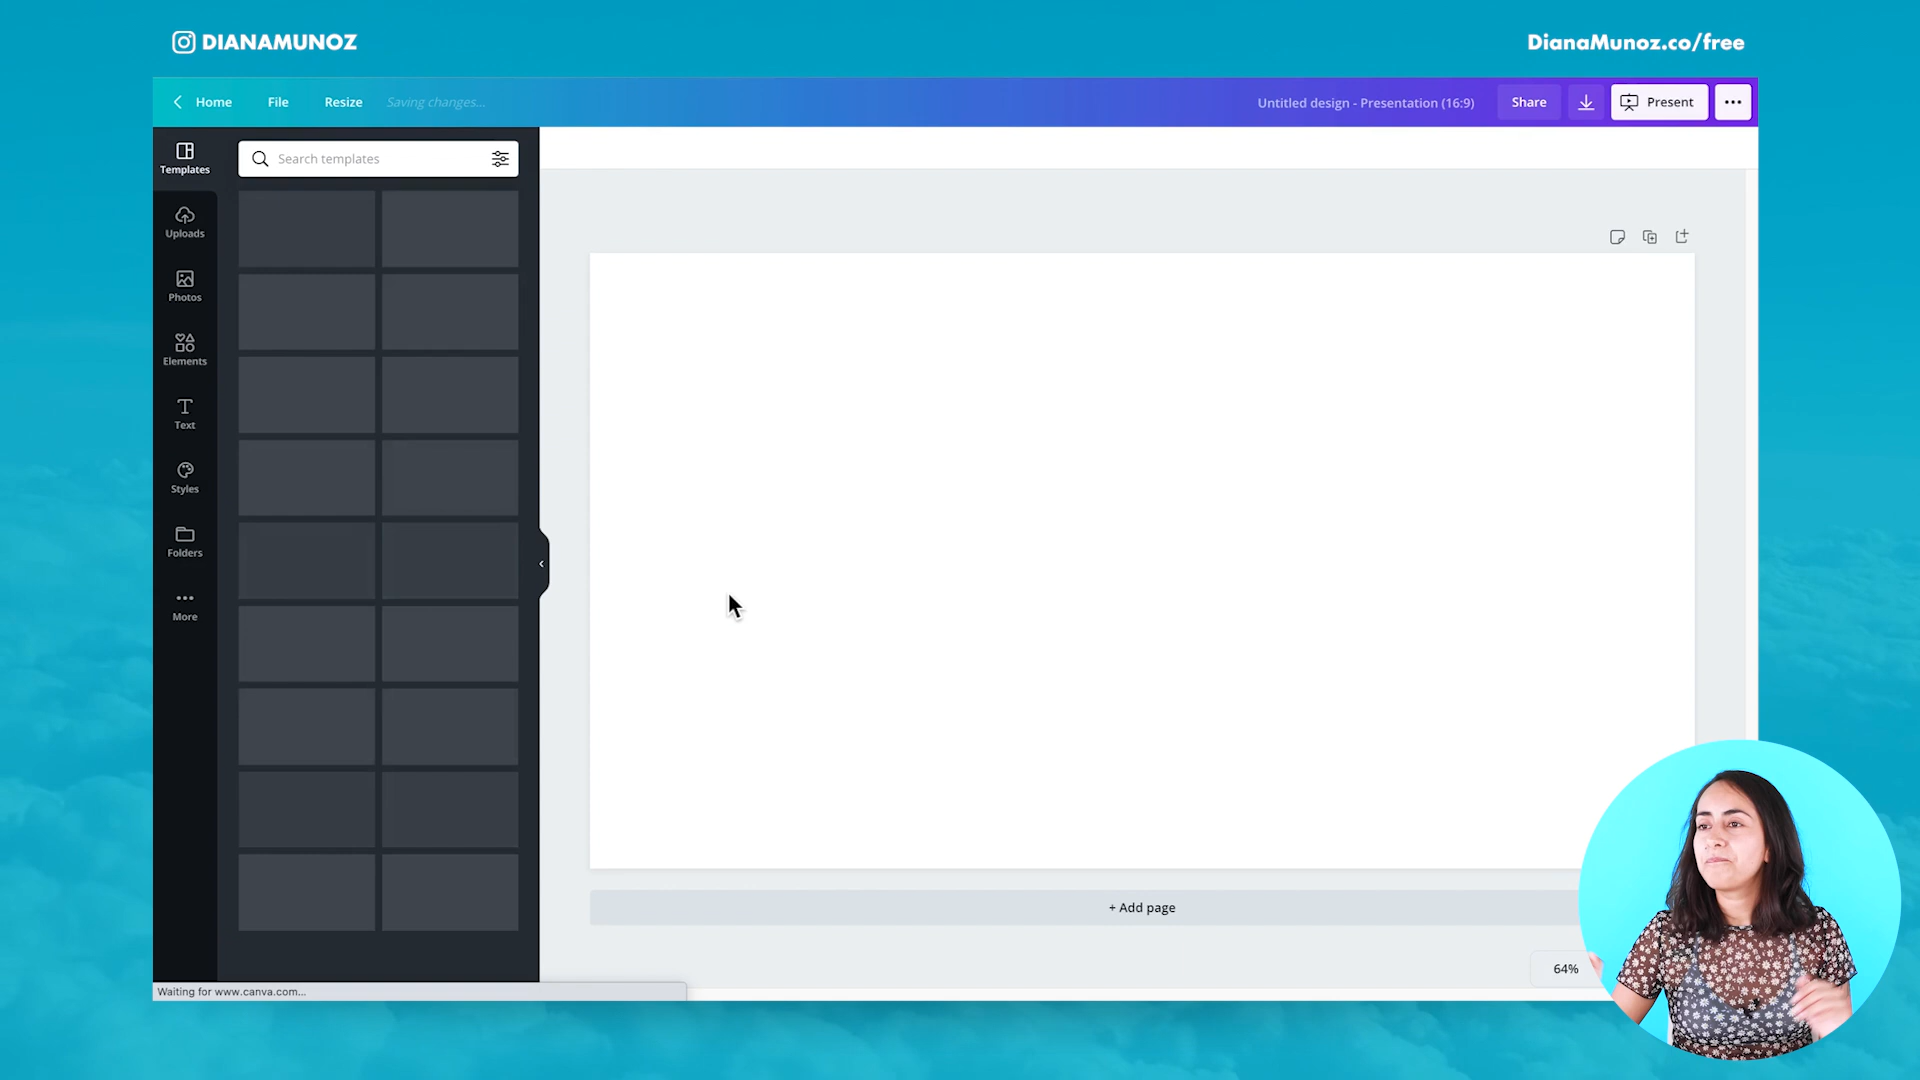 DIANAMUNOZ
DianaMunoz.co/free
Home File Resize Saving changes... Untitled design - Presentation (16:9) Share Present
Templates
Search templates
Uploads
Photos
Elements
Text
Styles
Folders
More
+ Add page
64%
Waiting for www.canva.com...